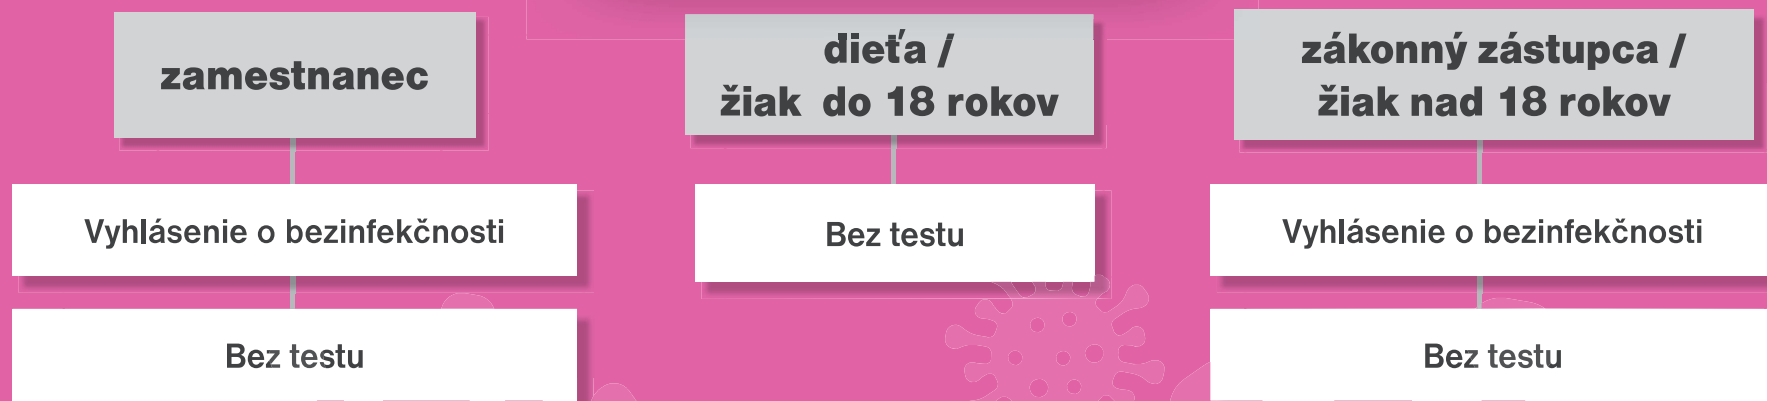 zamestnanec
Vyhlásenie o bezinfekčnosti
Bez testu
dieťa /
žiak do 18 rokov
Bez testu
zákonný zástupca /
žiak nad 18 rokov
Vyhlásenie o bezinfekčnosti
Bez testu